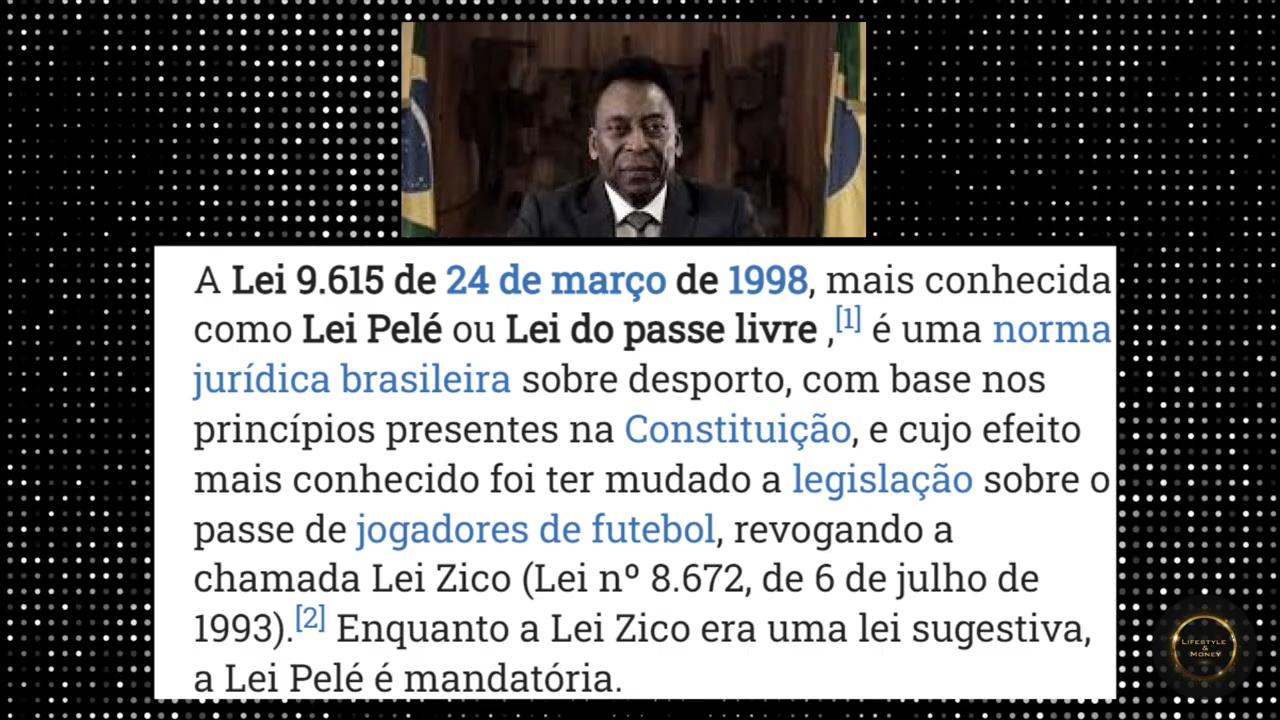 A Lei 9.615 de 24 de março de 1998, mais conhecida
como Lei Pelé ou Lei do passe livre ,[1] é uma norma
jurídica brasileira sobre desporto, com base nos
princípios presentes na Constituição, e cujo efeito
mais conhecido foi ter mudado a legislação sobre o
passe de jogadores de futebol, revogando a
chamada Lei Zico (Lei nº 8.672, de 6 de julho de
1993).[2] Enquanto a Lei Zico era uma lei sugestiva,
a Lei Pelé é mandatória.
LIFESTYLE
&
MONEY